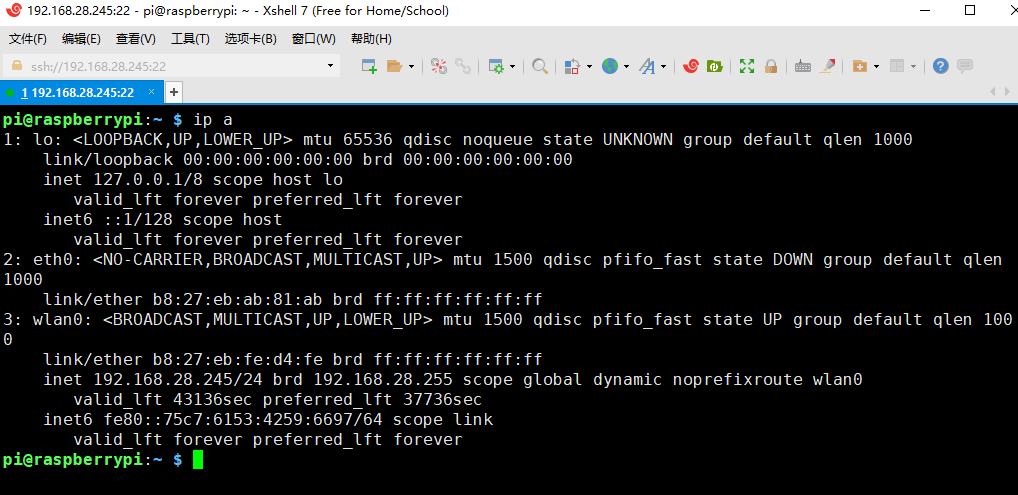 192.168.28.245:22 - pi@raspberrypi: ~ - Xshell 7 (Free for Home/School)
文件(F) 编辑(E) 查看(V) 工具(T) 选项卡(B) 窗口(W) 帮助(H)
ssh://192.168.28.245:22
1 192.168.28.245:22 × +
pi@raspberrypi:~ $ ip a
1: lo: <LOOPBACK,UP,LOWER_UP> mtu 65536 qdisc noqueue state UNKNOWN group default qlen 1000
    link/loopback 00:00:00:00:00:00 brd 00:00:00:00:00:00
    inet 127.0.0.1/8 scope host lo
       valid_lft forever preferred_lft forever
    inet6 ::1/128 scope host
       valid_lft forever preferred_lft forever
2: eth0: <NO-CARRIER,BROADCAST,MULTICAST,UP> mtu 1500 qdisc pfifo_fast state DOWN group default qlen
1000
    link/ether b8:27:eb:ab:81:ab brd ff:ff:ff:ff:ff:ff
3: wlan0: <BROADCAST,MULTICAST,UP,LOWER_UP> mtu 1500 qdisc pfifo_fast state UP group default qlen 100
0
    link/ether b8:27:eb:fe:d4:fe brd ff:ff:ff:ff:ff:ff
    inet 192.168.28.245/24 brd 192.168.28.255 scope global dynamic noprefixroute wlan0
       valid_lft 43136sec preferred_lft 37736sec
    inet6 fe80::75c7:6153:4259:6697/64 scope link
       valid_lft forever preferred_lft forever
pi@raspberrypi:~ $